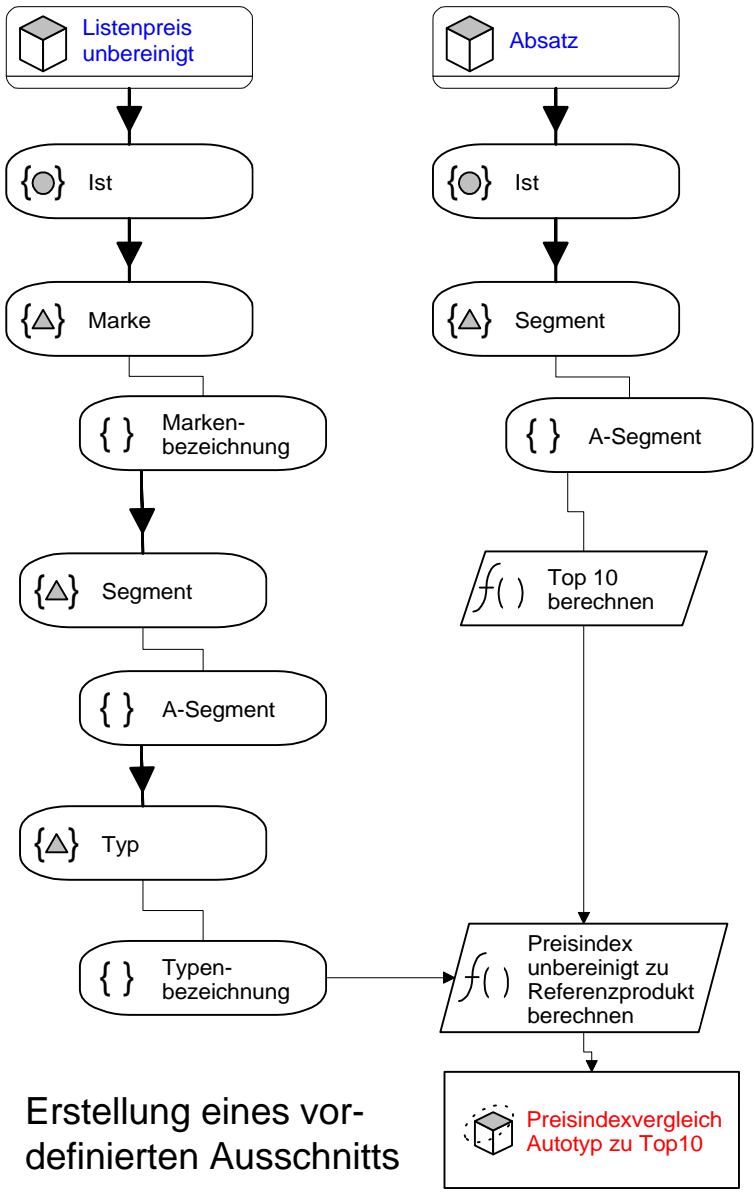 Listenpreis
unbereinigt
{ } Ist
{ } Marke
{ } Marken-
bezeichnung
{ } Segment
{ } A-Segment
{ } Typ
{ } Typen-
bezeichnung
Absatz
{ } Ist
{ } Segment
{ } A-Segment
f( ) Top 10
berechnen
f( ) Preisindex
unbereinigt zu
Referenzprodukt
berechnen
Preisindexvergleich
Autotyp zu Top10
Erstellung eines vor-
definierten Ausschnitts